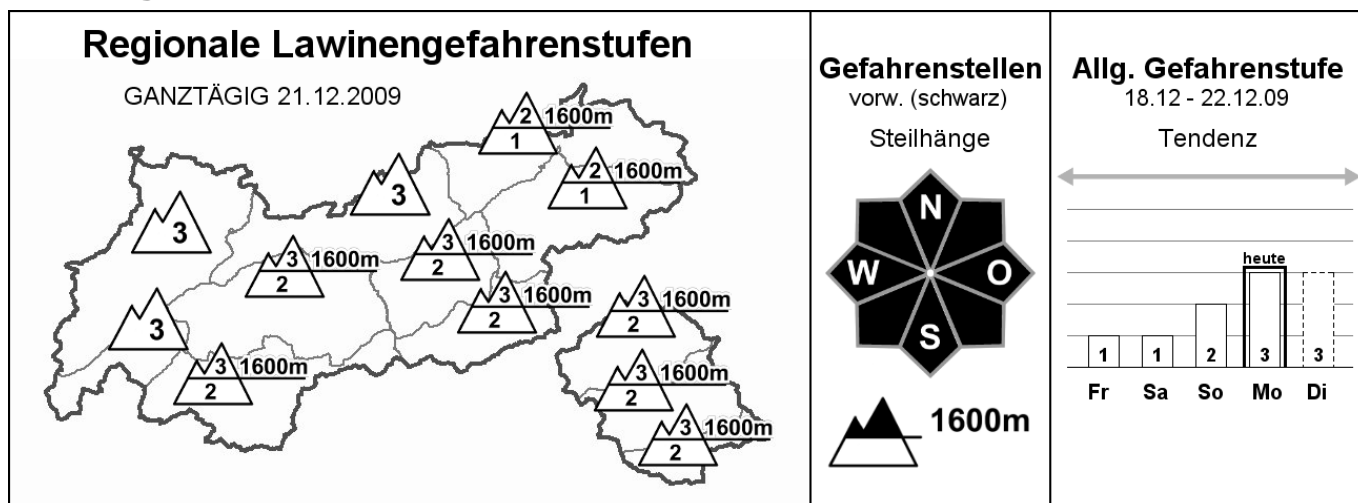 Regionale Lawinengefahrenstufen
GANZTÄGIG 21.12.2009
2 1600m
1
2 1600m
1
3
3
3 1600m
2
3 1600m
2
3 1600m
2
3 1600m
2
3
3 1600m
2
3 1600m
2
3 1600m
2
Gefahrenstellen
vorw. (schwarz)
Steilhänge
N
W O
S
1600m
Allg. Gefahrenstufe
18.12 - 22.12.09
Tendenz
heute
1 1 2 3 3
Fr Sa So Mo Di